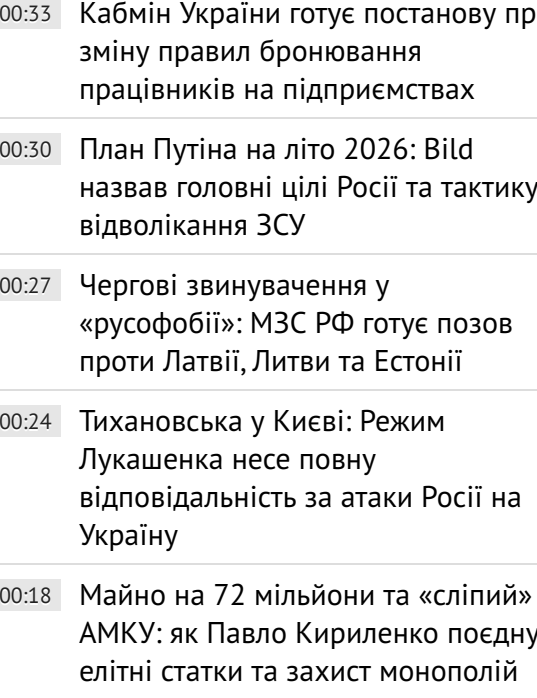 00:33
Кабмін України готує постанову пр
зміну правил бронювання
працівників на підприємствах
00:30
План Путіна на літо 2026: Bild
назвав головні цілі Росії та тактику
відволікання ЗСУ
00:27
Чергові звинувачення у
«русофобії»: МЗС РФ готує позов
проти Латвії, Литви та Естонії
00:24
Тихановська у Києві: Режим
Лукашенка несе повну
відповідальність за атаки Росії на
Україну
00:18
Майно на 72 мільйони та «сліпий»
АМКУ: як Павло Кириленко поєдну
елітні статки та захист монополій